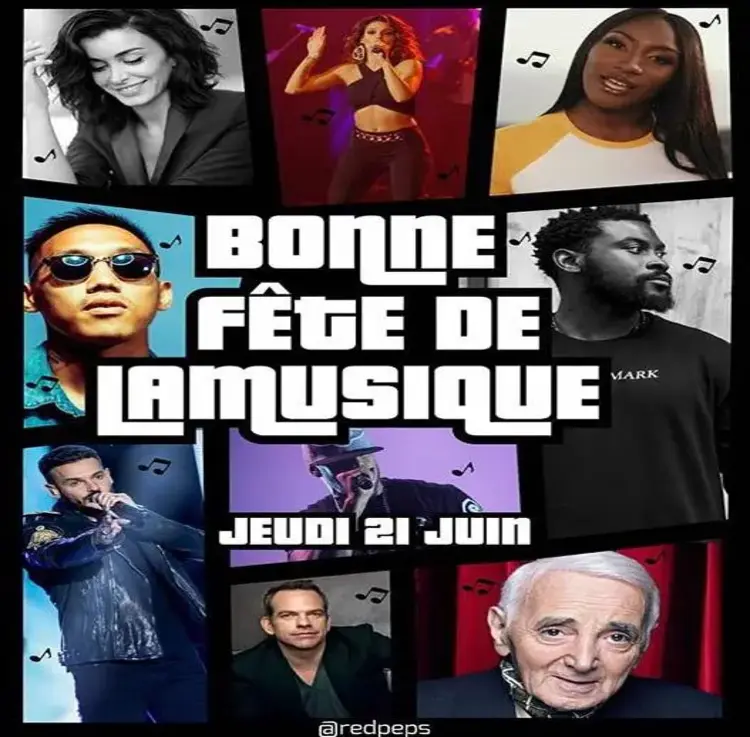 BONNE
FÊTE DE
LAMUSIQUE
MARK
JEUDI 21 JUIN
@redpeps